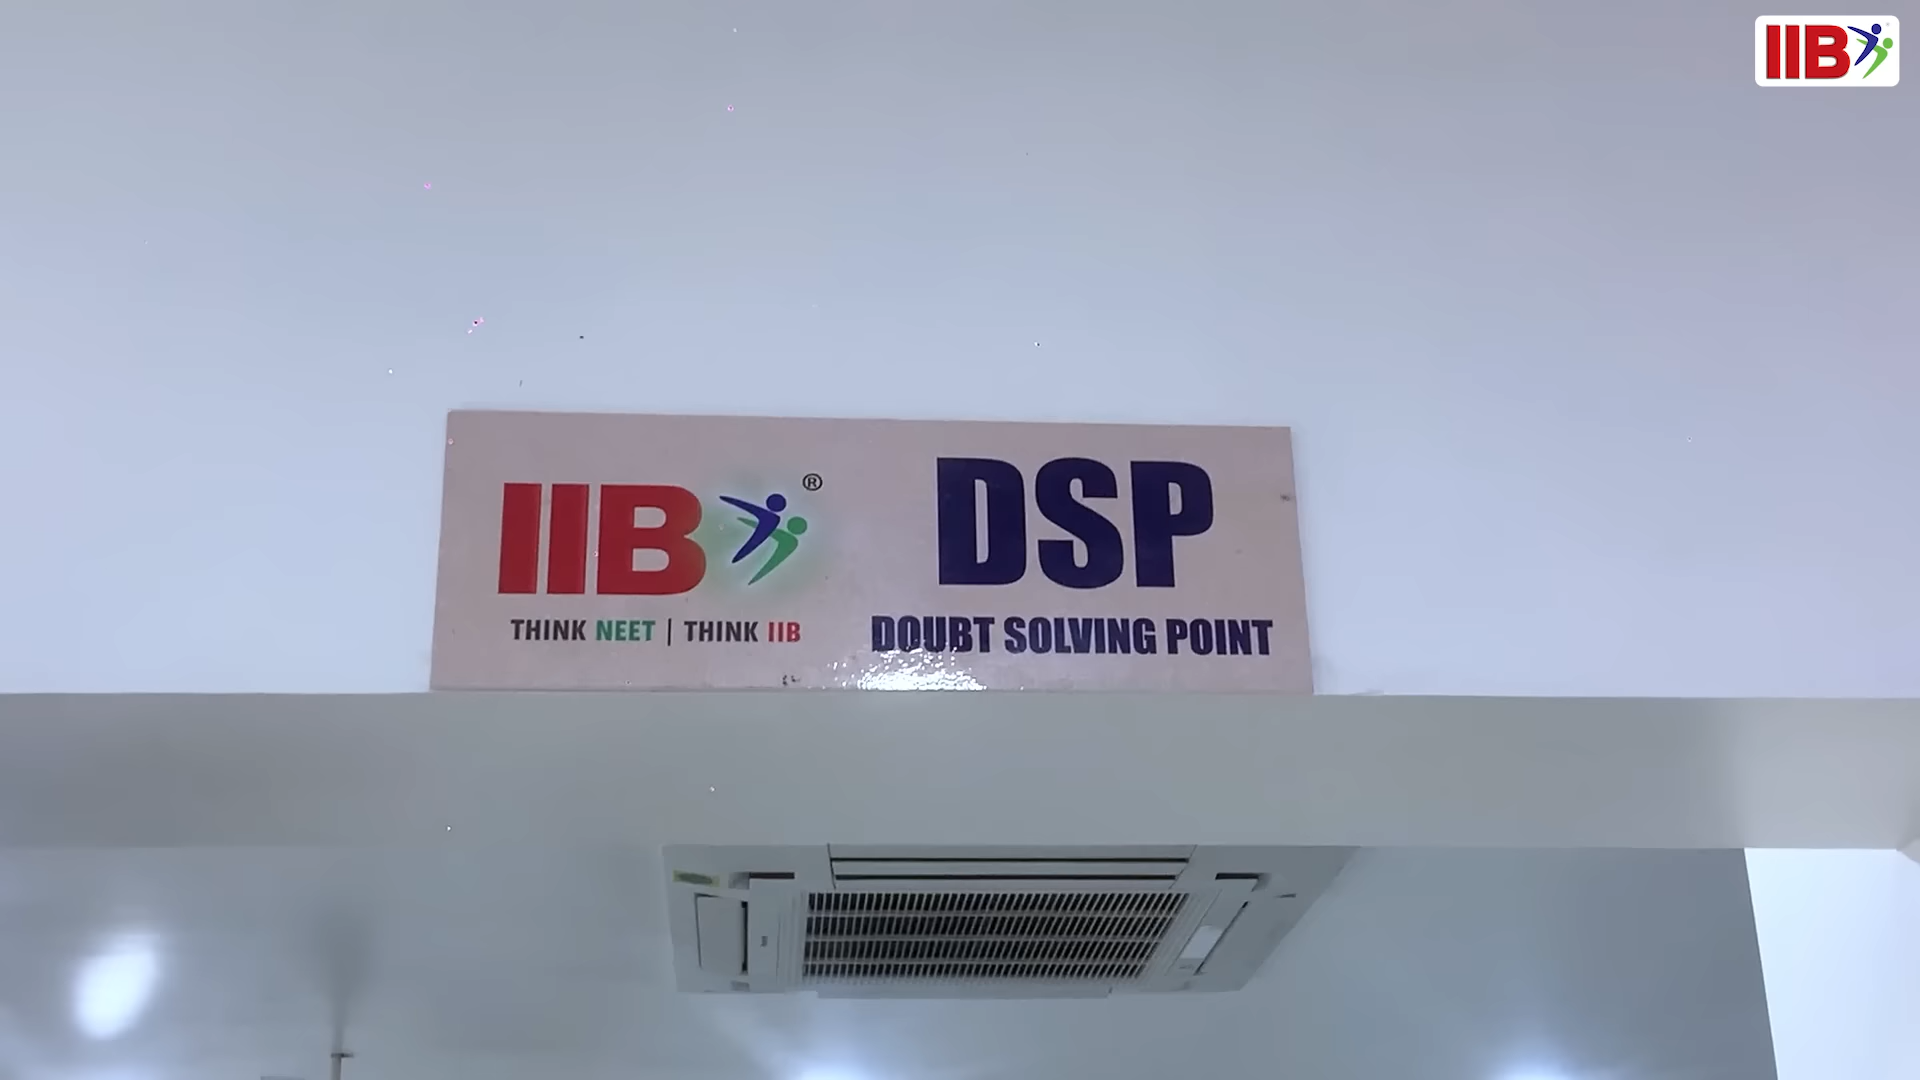 IIB
IIB®
THINK NEET | THINK IIB
DSP
DOUBT SOLVING POINT